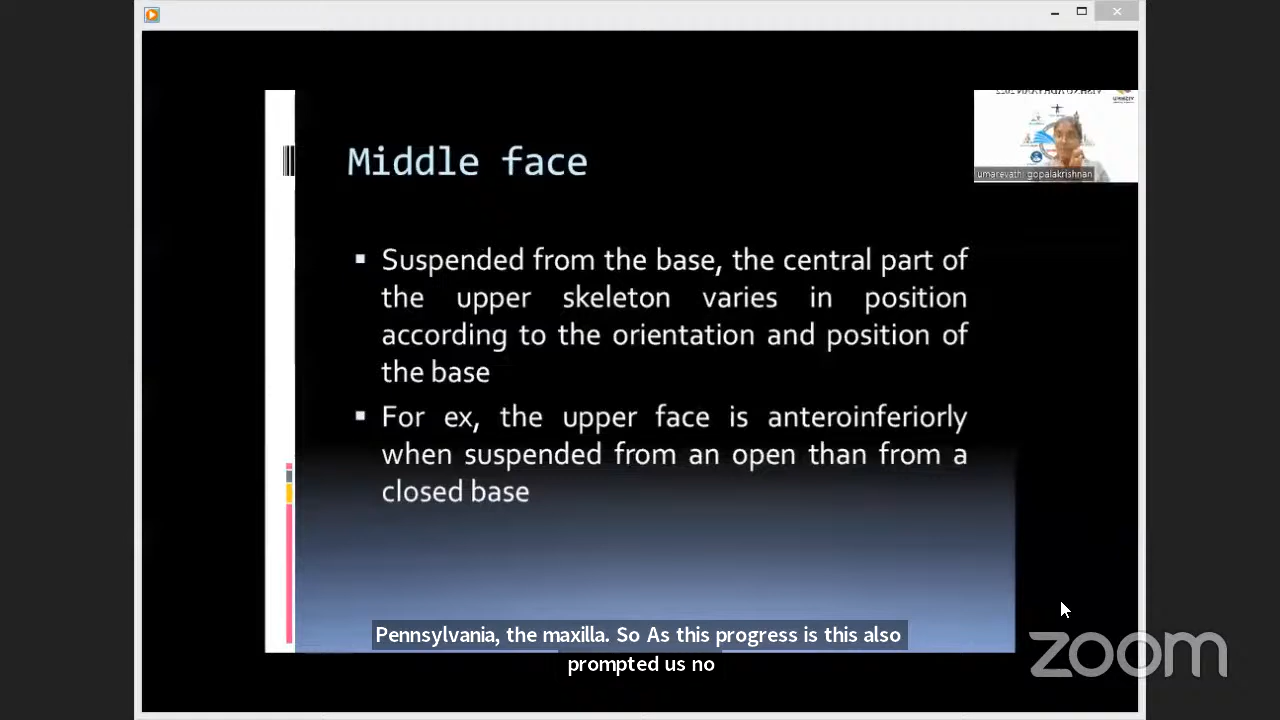 Middle face
umarevathi gopalakrishnan
Suspended from the base, the central part of
the upper skeleton varies in position
according to the orientation and position of
the base
For ex, the upper face is anteroinferiorly
when suspended from an open than from a
closed base
Pennsylvania, the maxilla. So As this progress is this also
prompted us no
zoom